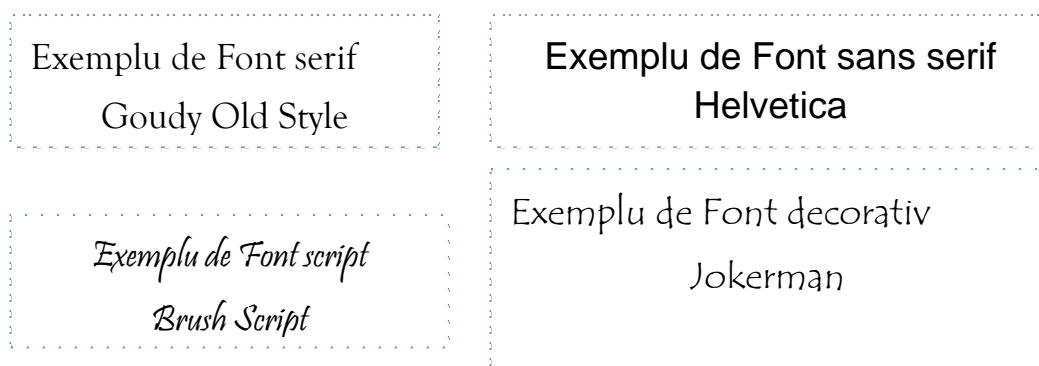 Exemplu de Font serif
Goudy Old Style
Exemplu de Font sans serif
Helvetica
Exemplu de Font script
Brush Script
Exemplu de Font decorativ
Jokerman